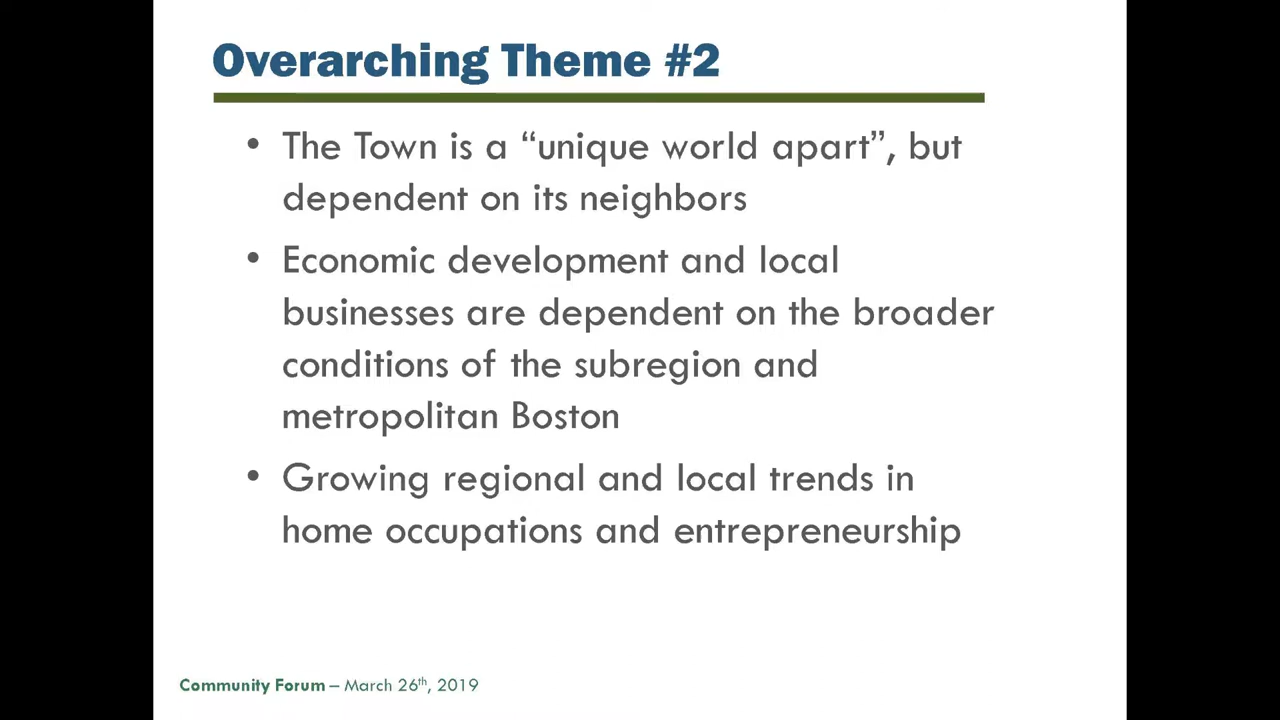 Overarching Theme #2
• The Town is a “unique world apart”, but
dependent on its neighbors
• Economic development and local
businesses are dependent on the broader
conditions of the subregion and
metropolitan Boston
• Growing regional and local trends in
home occupations and entrepreneurship
Community Forum – March 26th, 2019